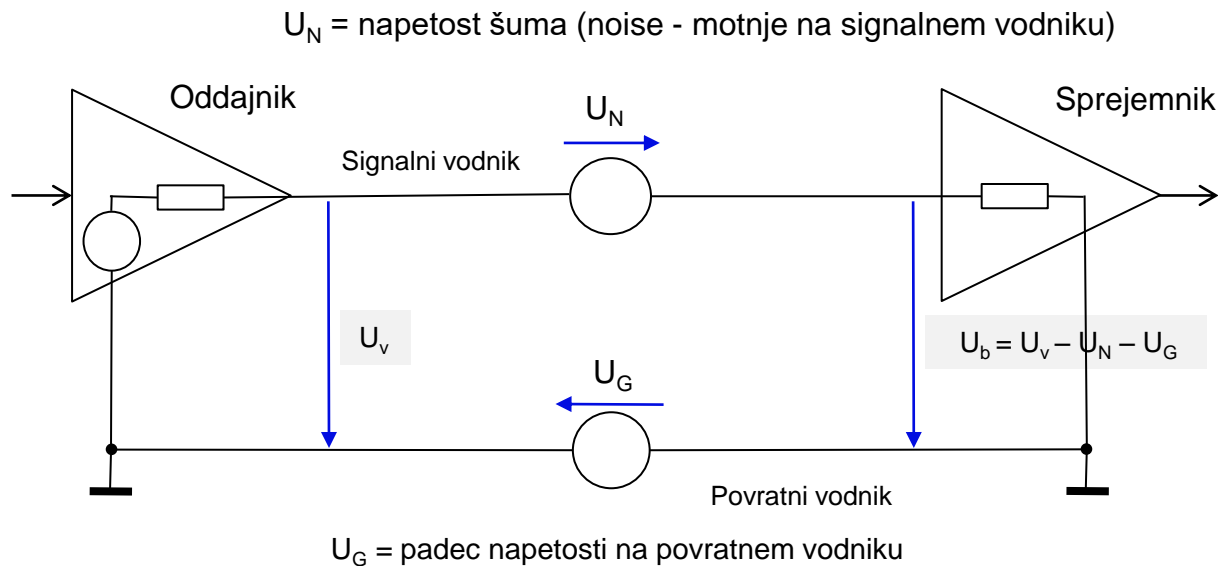 U_N = napetost šuma (noise - motnje na signalnem vodniku)
Oddajnik
Sprejemnik
U_N
Signalni vodnik
U_v
U_b = U_v – U_N – U_G
U_G
Povratni vodnik
U_G = padec napetosti na povratnem vodniku